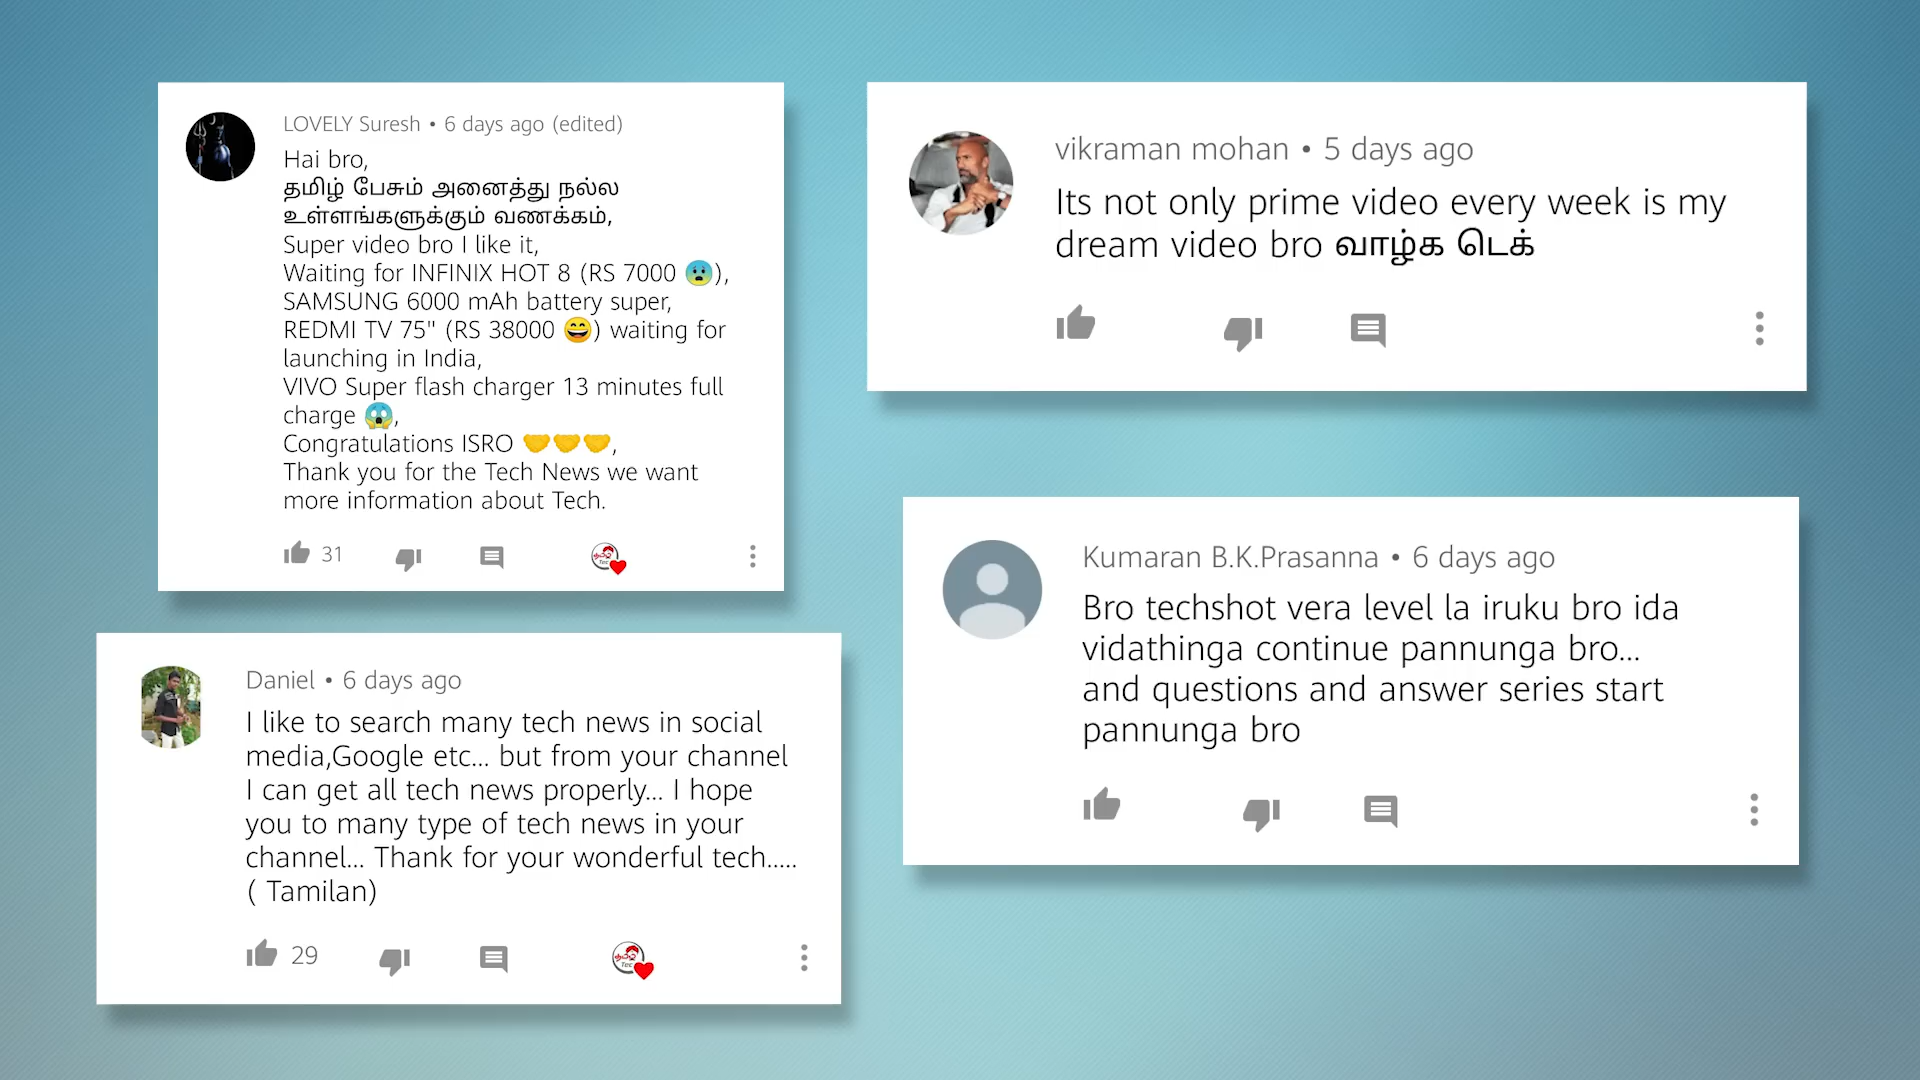 LOVELY Suresh • 6 days ago (edited)
Hai bro,
தமிழ் பேசும் அனைத்து நல்ல
உள்ளங்களுக்கும் வணக்கம்,
Super video bro I like it,
Waiting for INFINIX HOT 8 (RS 7000 😨),
SAMSUNG 6000 mAh battery super,
REDMI TV 75" (RS 38000 😄) waiting for
launching in India,
VIVO Super flash charger 13 minutes full
charge 😱,
Congratulations ISRO 🤝🤝🤝,
Thank you for the Tech News we want
more information about Tech.
31
தமிழ்
Tech
Daniel • 6 days ago
I like to search many tech news in social
media,Google etc... but from your channel
I can get all tech news properly... I hope
you to many type of tech news in your
channel... Thank for your wonderful tech.....
( Tamilan)
29
தமிழ்
Tech
vikraman mohan • 5 days ago
Its not only prime video every week is my
dream video bro வாழ்க டெக்
Kumaran B.K.Prasanna • 6 days ago
Bro techshot vera level la iruku bro ida
vidathinga continue pannunga bro...
and questions and answer series start
pannunga bro